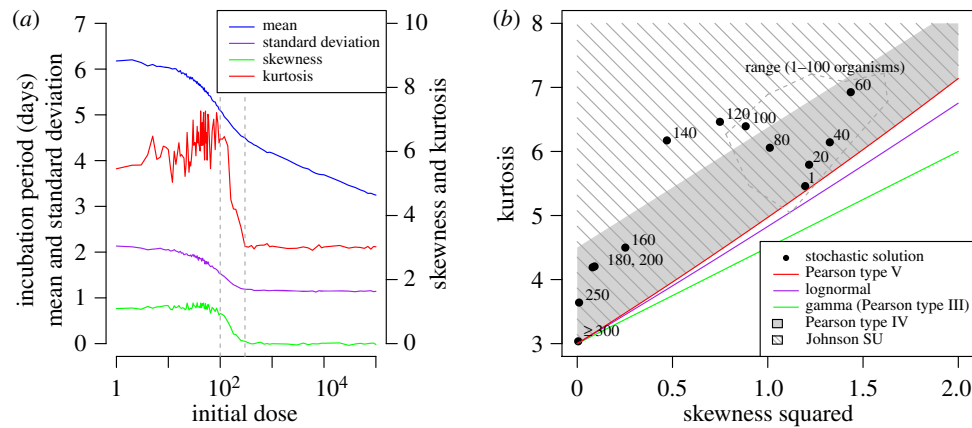 (a)
7
6
5
4
3
2
1
0
incubation period (days)
mean and standard deviation
mean
standard deviation
skewness
kurtosis
10
8
6
4
2
0
skewness and kurtosis
1
10²
10⁴
initial dose
(b)
8
7
6
5
4
3
kurtosis
range (1–100 organisms)
60
120
100
140
80
40
20
1
160
180, 200
250
≥300
stochastic solution
Pearson type V
lognormal
gamma (Pearson type III)
Pearson type IV
Johnson SU
0
0.5
1.0
1.5
2.0
skewness squared